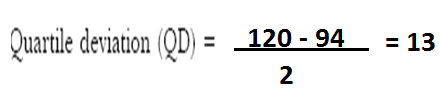 Quartile deviation (QD) = 120 - 94 = 13
2